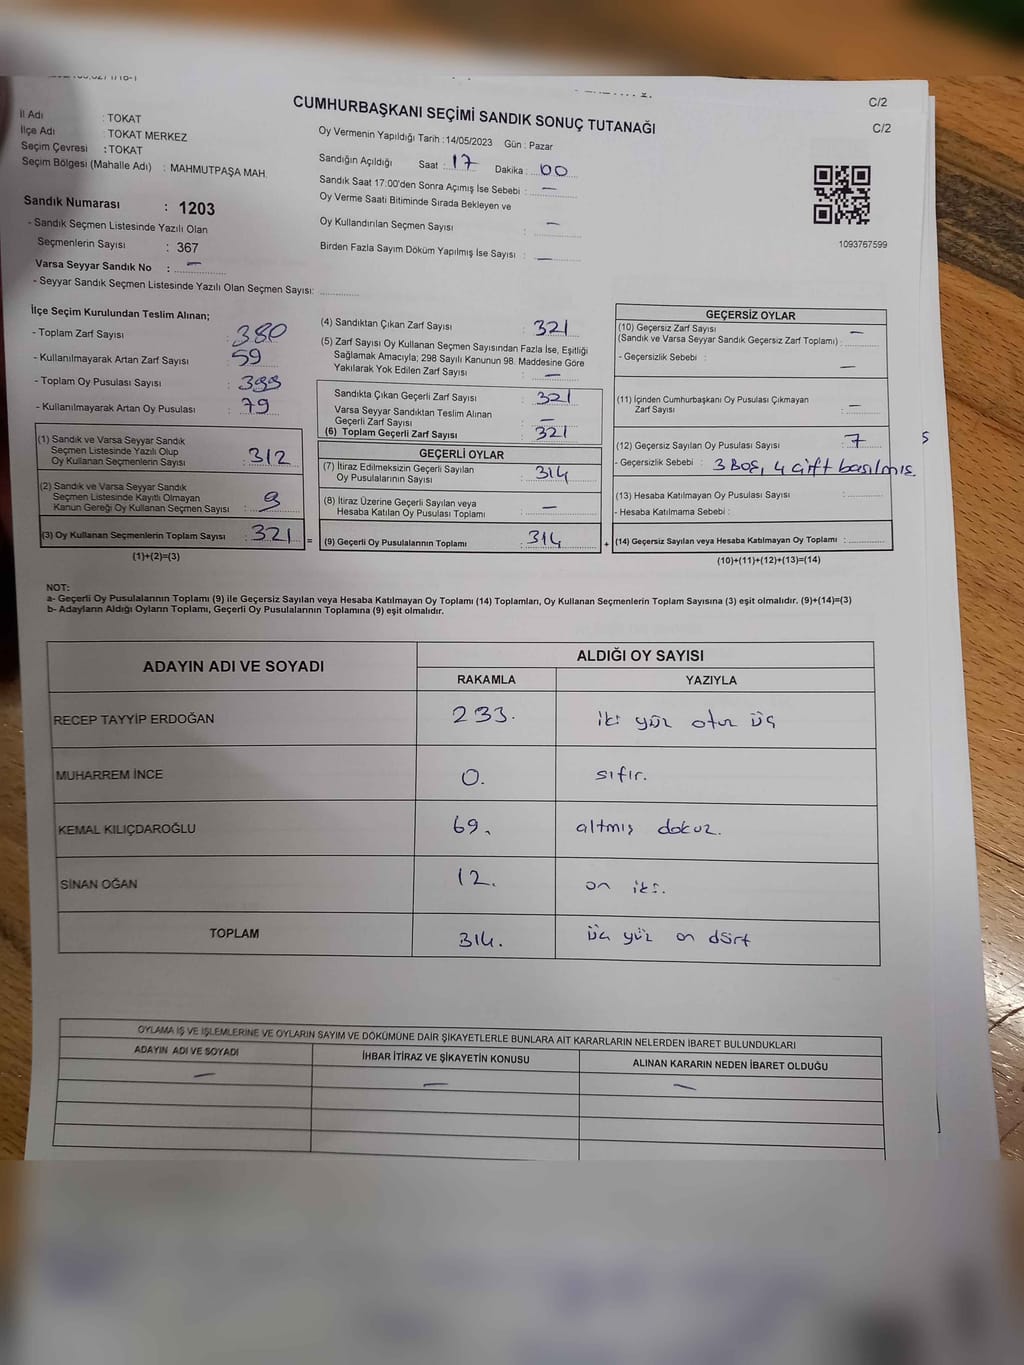 C/2
C/2
CUMHURBAŞKANI SEÇİMİ SANDIK SONUÇ TUTANAĞI
İl Adı : TOKAT
İlçe Adı : TOKAT MERKEZ
Seçim Çevresi : TOKAT
Seçim Bölgesi (Mahalle Adı) : MAHMUTPAŞA MAH.
Sandık Numarası : 1203
- Sandık Seçmen Listesinde Yazılı Olan
Seçmenlerin Sayısı : 367
Varsa Seyyar Sandık No : –
- Seyyar Sandık Seçmen Listesinde Yazılı Olan Seçmen Sayısı:
Oy Vermenin Yapıldığı Tarih : 14/05/2023 Gün : Pazar
Sandığın Açıldığı Saat : 17 Dakika : 00
Sandık Saat 17:00'den Sonra Açımış İse Sebebi : –
Oy Verme Saati Bitiminde Sırada Bekleyen ve
Oy Kullandırılan Seçmen Sayısı : –
Birden Fazla Sayım Döküm Yapılmış İse Sayısı : –
1093767599
İlçe Seçim Kurulundan Teslim Alınan;
- Toplam Zarf Sayısı : 380
- Kullanılmayarak Artan Zarf Sayısı : 59
- Toplam Oy Pusulası Sayısı :
- Kullanılmayarak Artan Oy Pusulası : 79
(1) Sandık ve Varsa Seyyar Sandık
Seçmen Listesinde Yazılı Olup
Oy Kullanan Seçmenlerin Sayısı : 312
(2) Sandık ve Varsa Seyyar Sandık
Seçmen Listesinde Kayıtlı Olmayan
Kanun Gereği Oy Kullanan Seçmen Sayısı : 9
(3) Oy Kullanan Seçmenlerin Toplam Sayısı : 321
(1)+(2)=(3)
=
(4) Sandıktan Çıkan Zarf Sayısı : 321
(5) Zarf Sayısı Oy Kullanan Seçmen Sayısından Fazla İse, Eşitliği
Sağlamak Amacıyla; 298 Sayılı Kanunun 98. Maddesine Göre
Yakılarak Yok Edilen Zarf Sayısı : –
Sandıkta Çıkan Geçerli Zarf Sayısı : 321
Varsa Seyyar Sandıktan Teslim Alınan
Geçerli Zarf Sayısı : –
(6) Toplam Geçerli Zarf Sayısı : 321
GEÇERLİ OYLAR
(7) İtiraz Edilmeksizin Geçerli Sayılan
Oy Pusulalarının Sayısı : 314
(8) İtiraz Üzerine Geçerli Sayılan veya
Hesaba Katılan Oy Pusulası Toplamı : –
(9) Geçerli Oy Pusulalarının Toplamı : 314
+
GEÇERSİZ OYLAR
(10) Geçersiz Zarf Sayısı –
(Sandık ve Varsa Seyyar Sandık Geçersiz Zarf Toplamı) :
- Geçersizlik Sebebi : –
(11) İçinden Cumhurbaşkanı Oy Pusulası Çıkmayan
Zarf Sayısı : –
(12) Geçersiz Sayılan Oy Pusulası Sayısı : 7
- Geçersizlik Sebebi : 3 Boş, 4 çift basılmış
(13) Hesaba Katılmayan Oy Pusulası Sayısı :
- Hesaba Katılmama Sebebi :
(14) Geçersiz Sayılan veya Hesaba Katılmayan Oy Toplamı :
(10)+(11)+(12)+(13)=(14)
NOT:
a- Geçerli Oy Pusulalarının Toplamı (9) ile Geçersiz Sayılan veya Hesaba Katılmayan Oy Toplamı (14) Toplamları, Oy Kullanan Seçmenlerin Toplam Sayısına (3) eşit olmalıdır. (9)+(14)=(3)
b- Adayların Aldığı Oyların Toplamı, Geçerli Oy Pusulalarının Toplamına (9) eşit olmalıdır.
ADAYIN ADI VE SOYADI
ALDIĞI OY SAYISI
RAKAMLA YAZIYLA
RECEP TAYYİP ERDOĞAN 233. iki yüz otuz üç
MUHARREM İNCE 0. sıfır.
KEMAL KILIÇDAROĞLU 69. altmış dokuz.
SİNAN OĞAN 12. on iki.
TOPLAM 314. üç yüz on dört
OYLAMA İŞ VE İŞLEMLERİNE VE OYLARIN SAYIM VE DÖKÜMÜNE DAİR ŞİKAYETLERLE BUNLARA AİT KARARLARIN NELERDEN İBARET BULUNDUKLARI
ADAYIN ADI VE SOYADI İHBAR İTİRAZ VE ŞİKAYETİN KONUSU ALINAN KARARIN NEDEN İBARET OLDUĞU
– – –